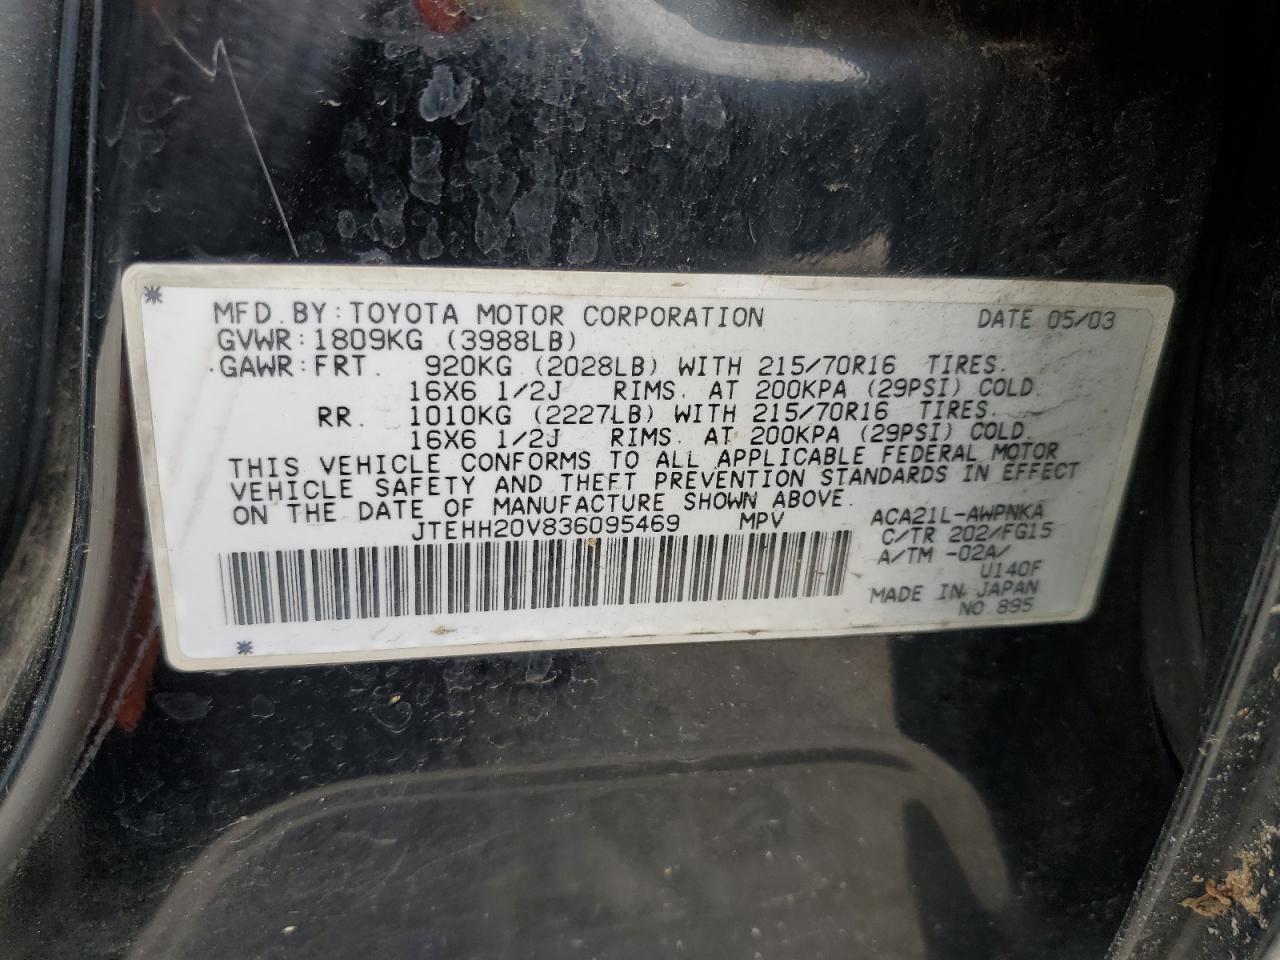 MFD. BY: TOYOTA MOTOR CORPORATION DATE 05/03
GVWR: 1809KG (3988LB)
GAWR: FRT. 920KG (2028LB) WITH 215/70R16 TIRES.
16X6 1/2J RIMS. AT 200KPA (29PSI) COLD.
RR. 1010KG (2227LB) WITH 215/70R16 TIRES.
16X6 1/2J RIMS. AT 200KPA (29PSI) COLD
THIS VEHICLE CONFORMS TO ALL APPLICABLE FEDERAL MOTOR
VEHICLE SAFETY AND THEFT PREVENTION STANDARDS IN EFFECT
ON THE DATE OF MANUFACTURE SHOWN ABOVE.
JTEHH20V836095469 MPV ACA21L-AWPNKA
C/TR 202/FG15
A/TM -02A/
U140F
MADE IN JAPAN
NO 895